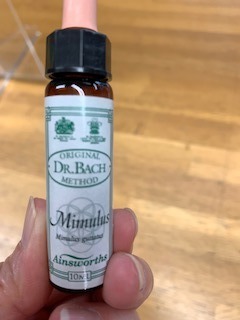 ORIGINAL
DR. BACH
METHOD
Mimulus
Mimulus guttatus
Ainsworths
10ML